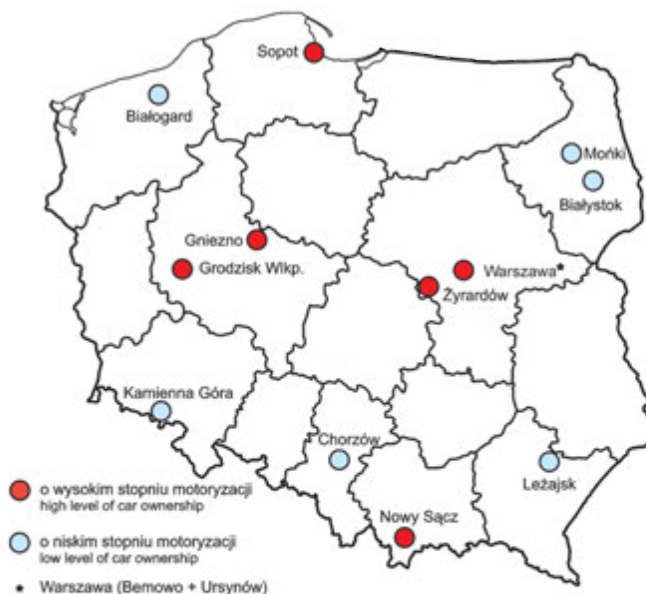 Sopot
Białogard
Mońki
Białystok
Gniezno
Grodzisk Wlkp.
Warszawa*
Żyrardów
Kamienna Góra
Chorzów
Leżajsk
Nowy Sącz
o wysokim stopniu motoryzacji
high level of car ownership
o niskim stopniu motoryzacji
low level of car ownership
* Warszawa (Bemowo + Ursynów)